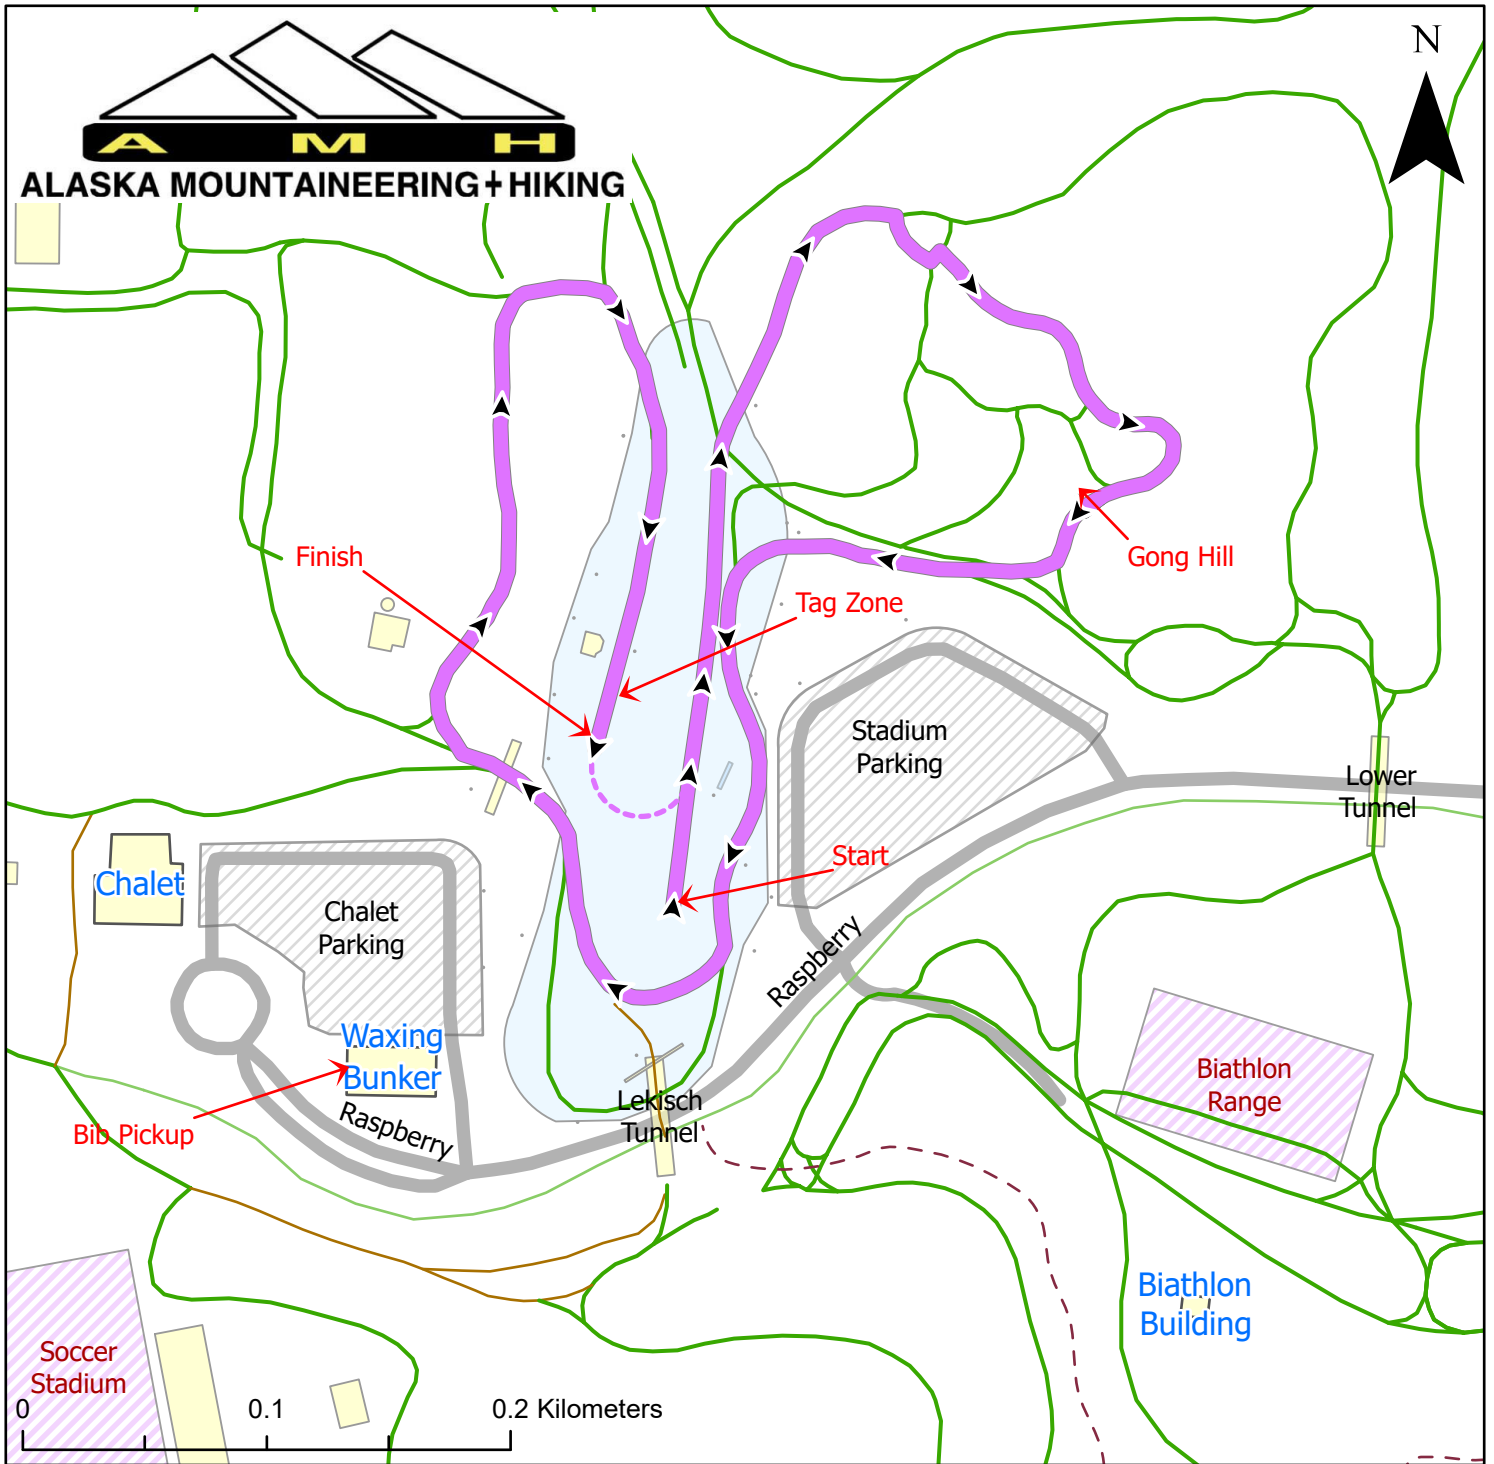 N
A M H
ALASKA MOUNTAINEERING+HIKING
Finish
Tag Zone
Gong Hill
Stadium
Parking
Lower
Tunnel
Start
Chalet
Chalet
Parking
Raspberry
Waxing
Bunker
Bib Pickup
Raspberry
Lekisch
Tunnel
Biathlon
Range
Biathlon
Building
Soccer
Stadium
0 0.1 0.2 Kilometers